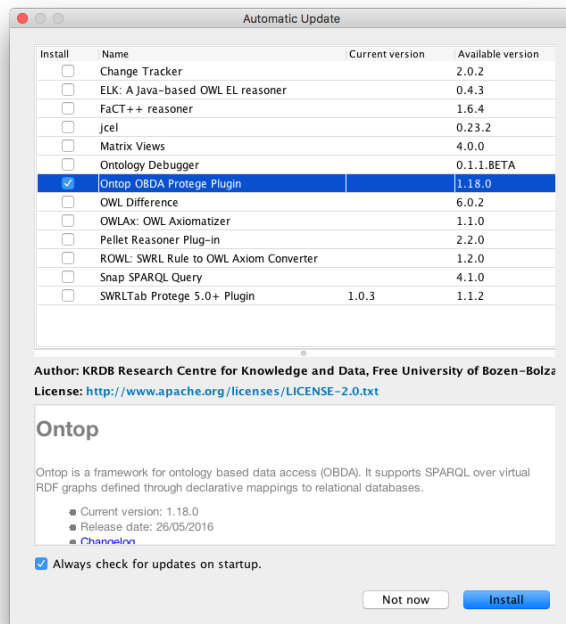 Automatic Update
Install Name Current version Available version
Change Tracker 2.0.2
ELK: A Java-based OWL EL reasoner 0.4.3
FaCT++ reasoner 1.6.4
jcel 0.23.2
Matrix Views 4.0.0
Ontology Debugger 0.1.1.BETA
Ontop OBDA Protege Plugin 1.18.0
OWL Difference 6.0.2
OWLAx: OWL Axiomatizer 1.1.0
Pellet Reasoner Plug-in 2.2.0
ROWL: SWRL Rule to OWL Axiom Converter 1.2.0
Snap SPARQL Query 4.1.0
SWRLTab Protege 5.0+ Plugin 1.0.3 1.1.2
Author: KRDB Research Centre for Knowledge and Data, Free University of Bozen-Bolza
License: http://www.apache.org/licenses/LICENSE-2.0.txt
Ontop
Ontop is a framework for ontology based data access (OBDA). It supports SPARQL over virtual
RDF graphs defined through declarative mappings to relational databases.
Current version: 1.18.0
Release date: 26/05/2016
Changelog
Always check for updates on startup.
Not now Install